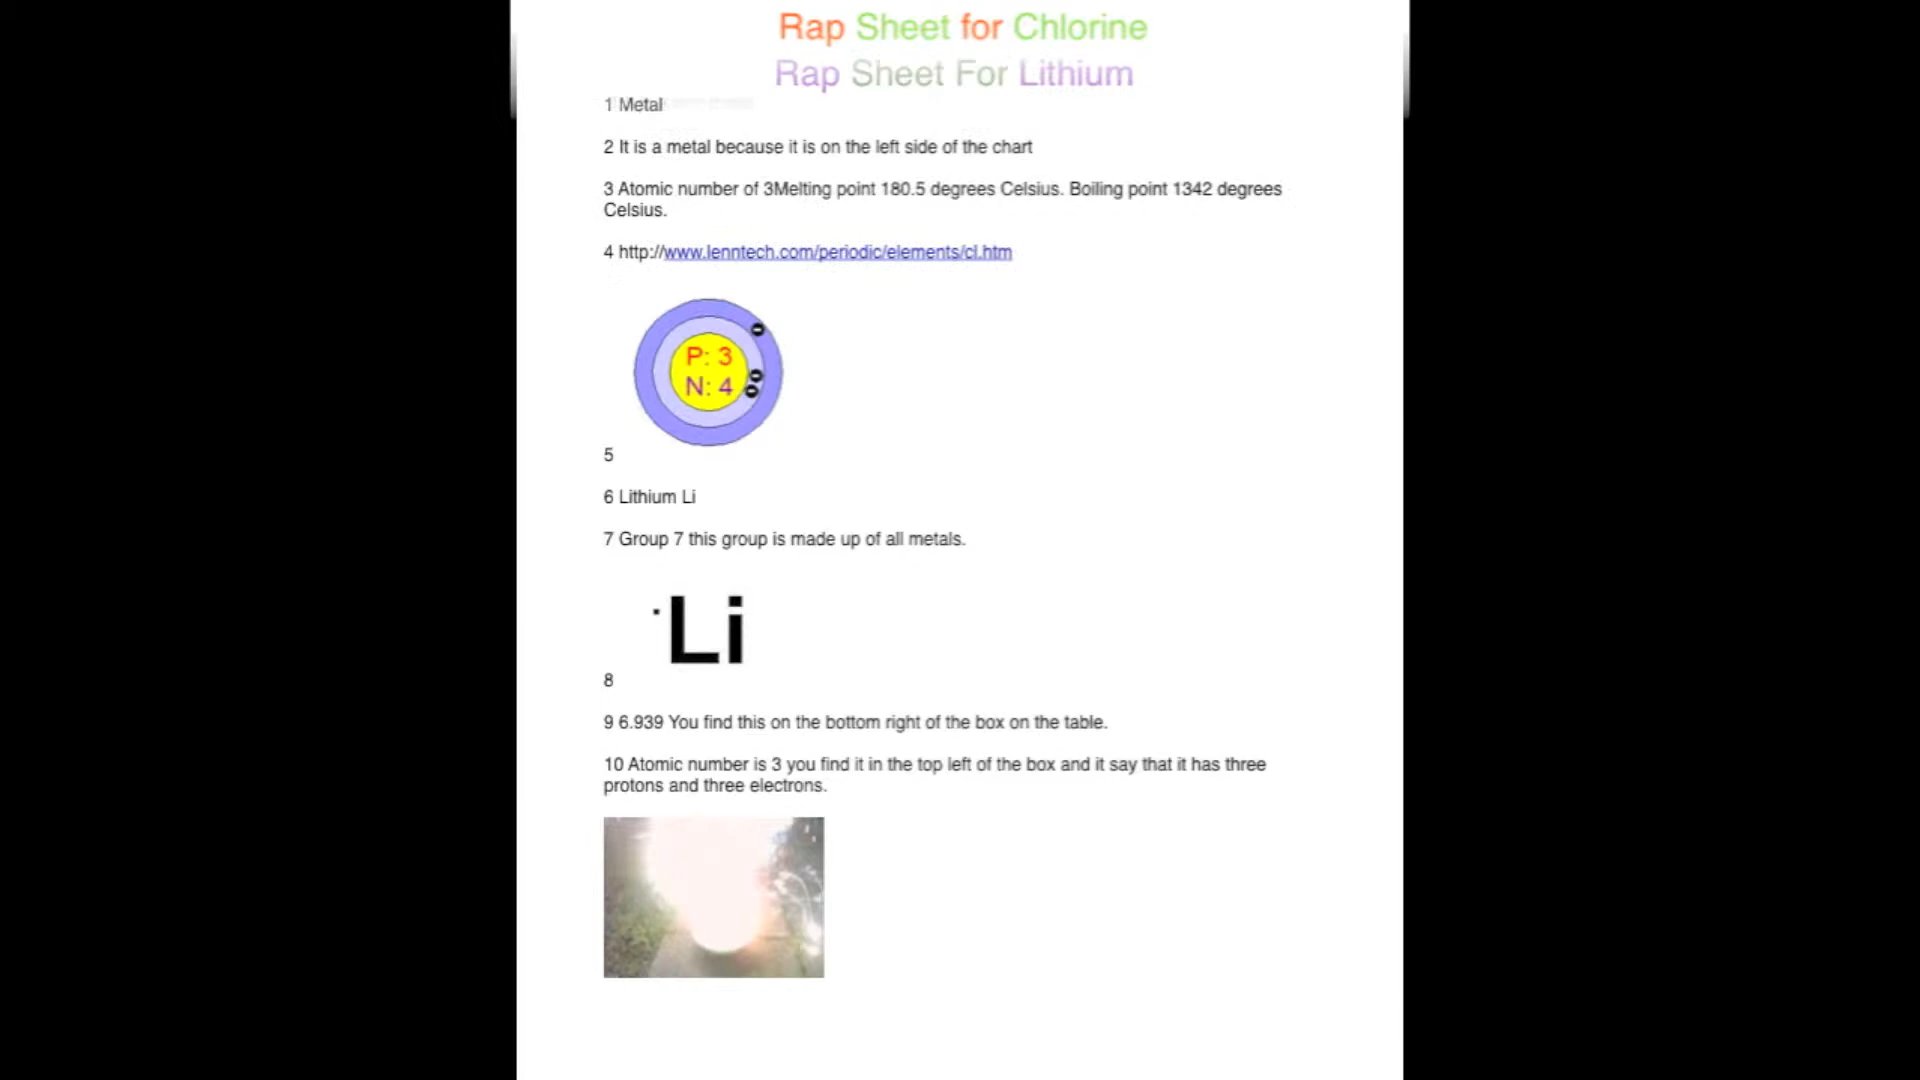 Rap Sheet for Chlorine
Rap Sheet For Lithium
1 Metal
2 It is a metal because it is on the left side of the chart
3 Atomic number of 3Melting point 180.5 degrees Celsius. Boiling point 1342 degrees
Celsius.
4 http://www.lenntech.com/periodic/elements/cl.htm
P: 3
N: 4
5
6 Lithium Li
7 Group 7 this group is made up of all metals.
Li
8
9 6.939 You find this on the bottom right of the box on the table.
10 Atomic number is 3 you find it in the top left of the box and it say that it has three
protons and three electrons.